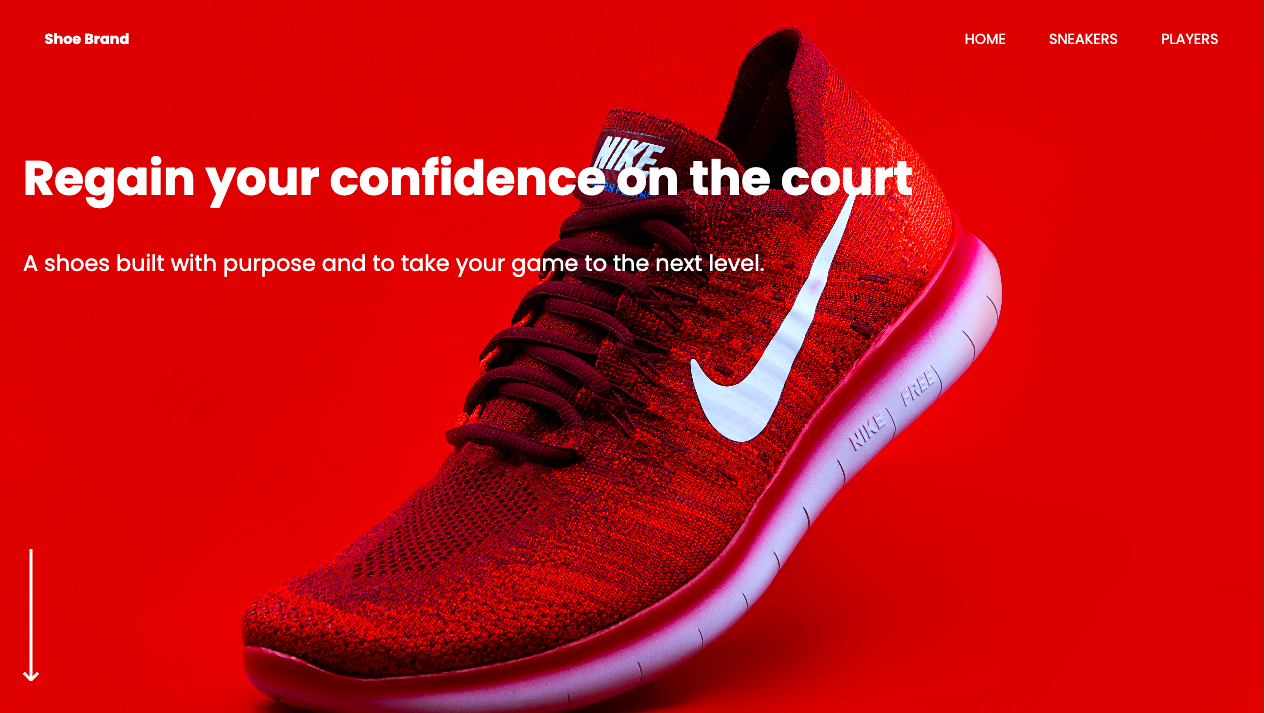 Shoe Brand
HOME SNEAKERS PLAYERS
NIKE
Regain your confidence on the court
A shoes built with purpose and to take your game to the next level.
NIKE FREE